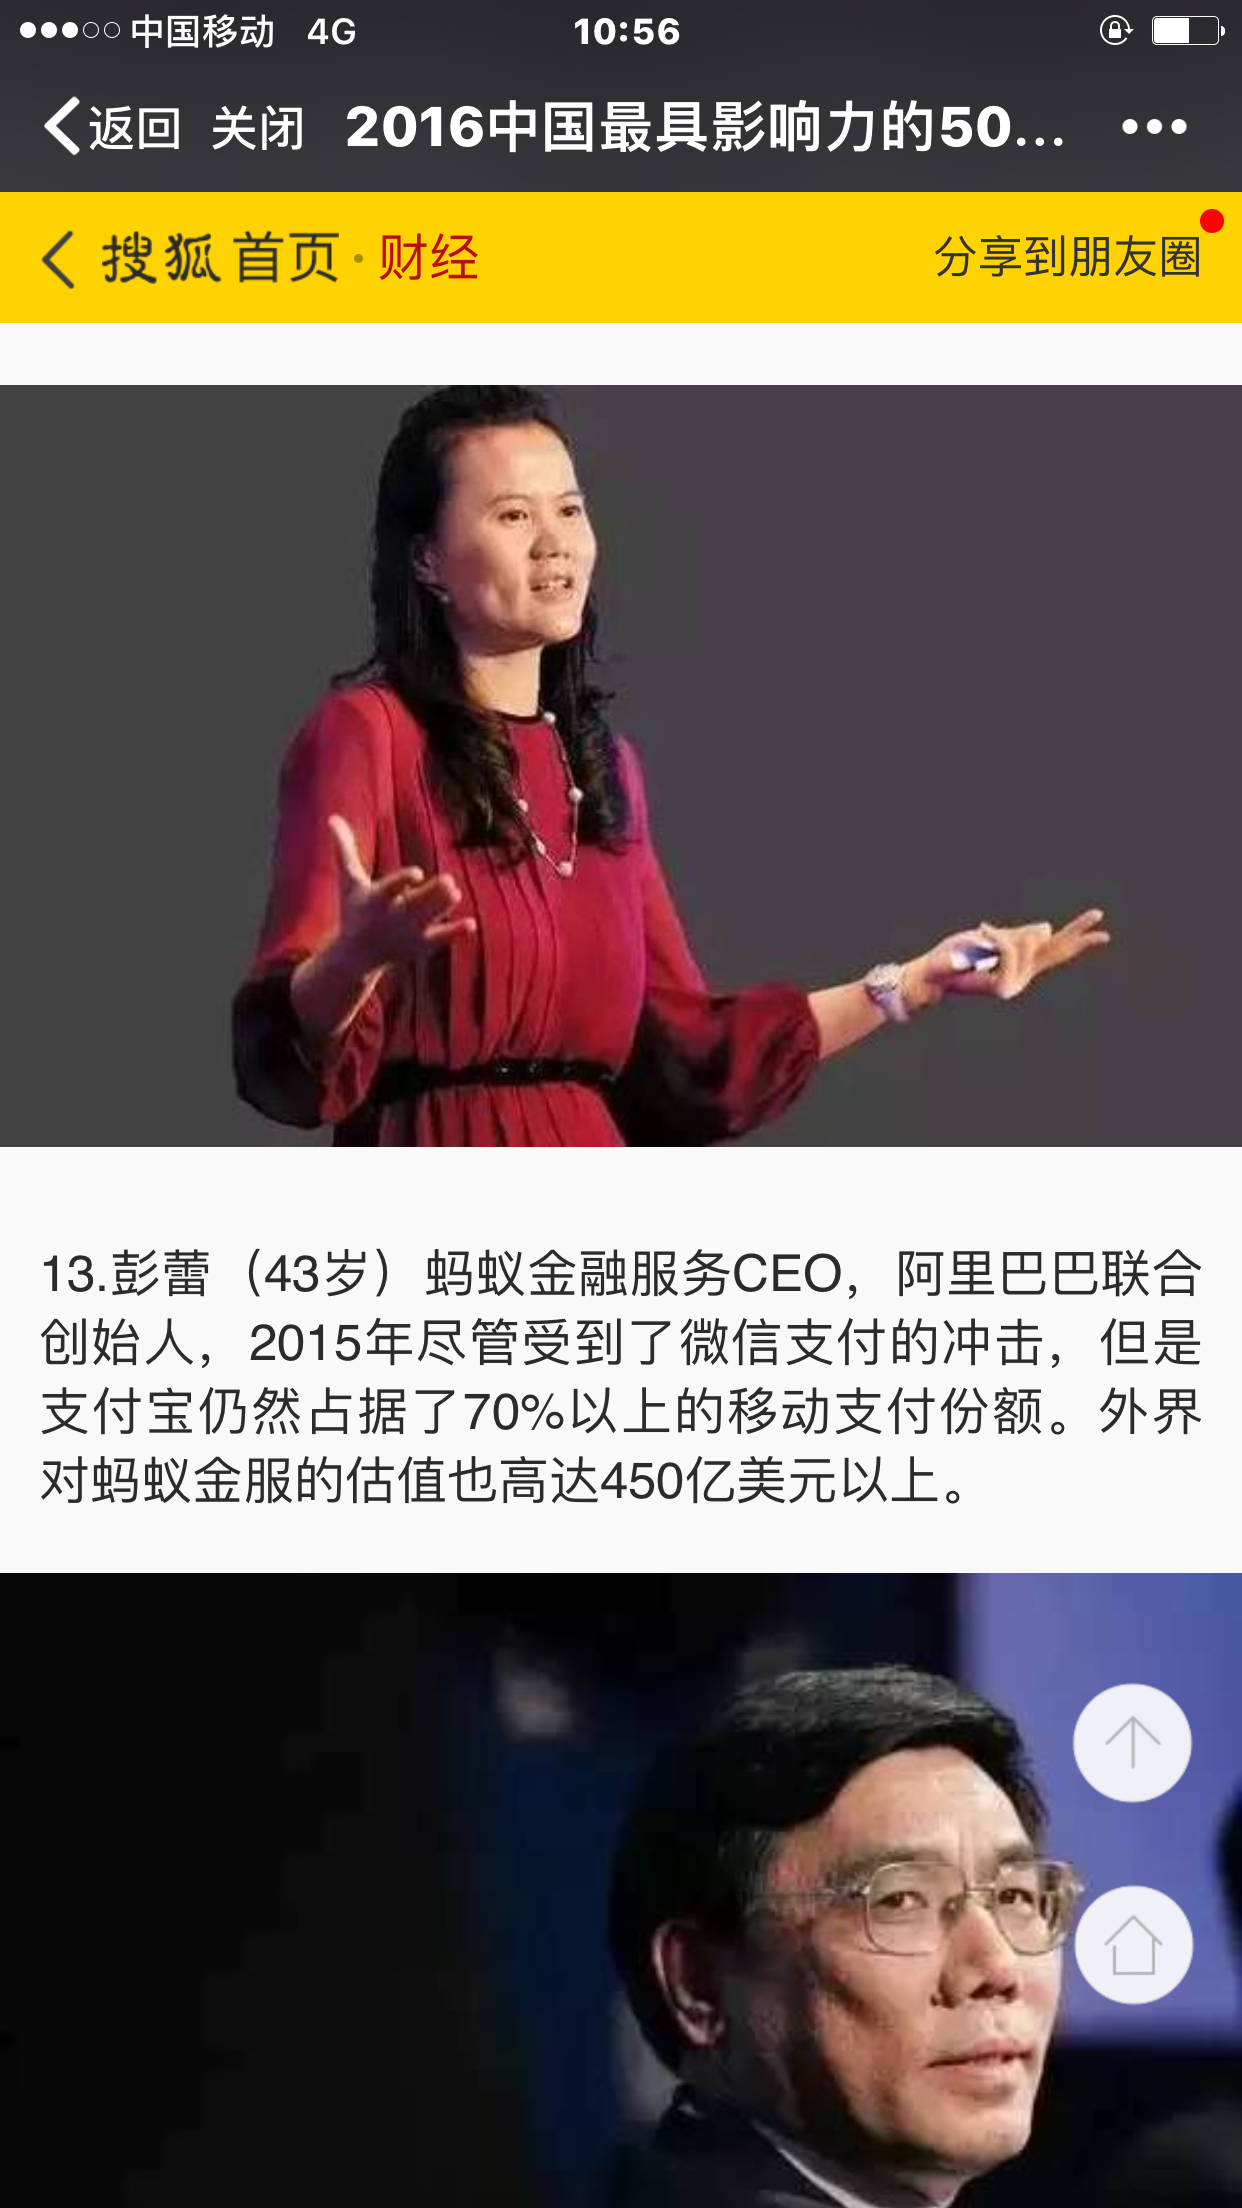 中国移动 4G 10:56
返回 关闭 2016中国最具影响力的50...
搜狐 首页·财经 分享到朋友圈
13.彭蕾（43岁）蚂蚁金融服务CEO，阿里巴巴联合
创始人，2015年尽管受到了微信支付的冲击，但是
支付宝仍然占据了70%以上的移动支付份额。外界
对蚂蚁金服的估值也高达450亿美元以上。